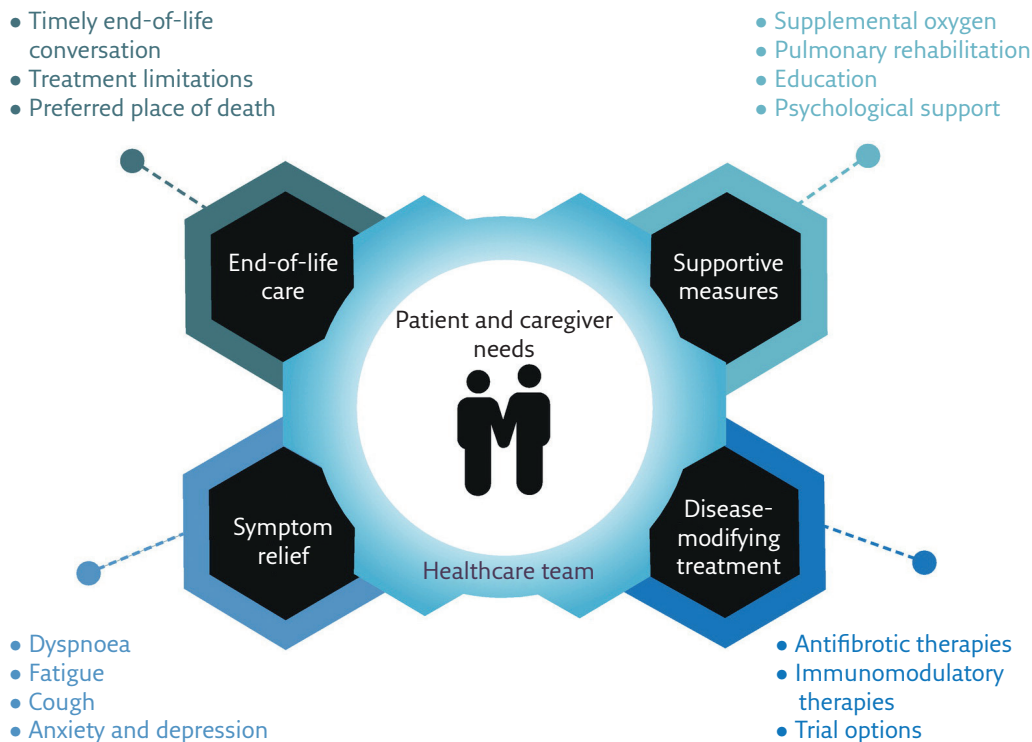 ● Timely end-of-life
conversation
● Treatment limitations
● Preferred place of death
● Supplemental oxygen
● Pulmonary rehabilitation
● Education
● Psychological support
End-of-life
care
Supportive
measures
Patient and caregiver
needs
Symptom
relief
Disease-
modifying
treatment
Healthcare team
● Dyspnoea
● Fatigue
● Cough
● Anxiety and depression
● Antifibrotic therapies
● Immunomodulatory
therapies
● Trial options